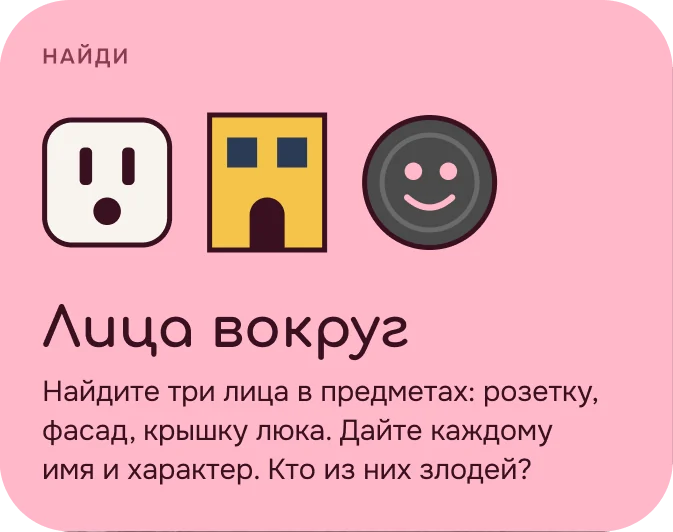 НАЙДИ
Лица вокруг
Найдите три лица в предметах: розетку,
фасад, крышку люка. Дайте каждому
имя и характер. Кто из них злодей?